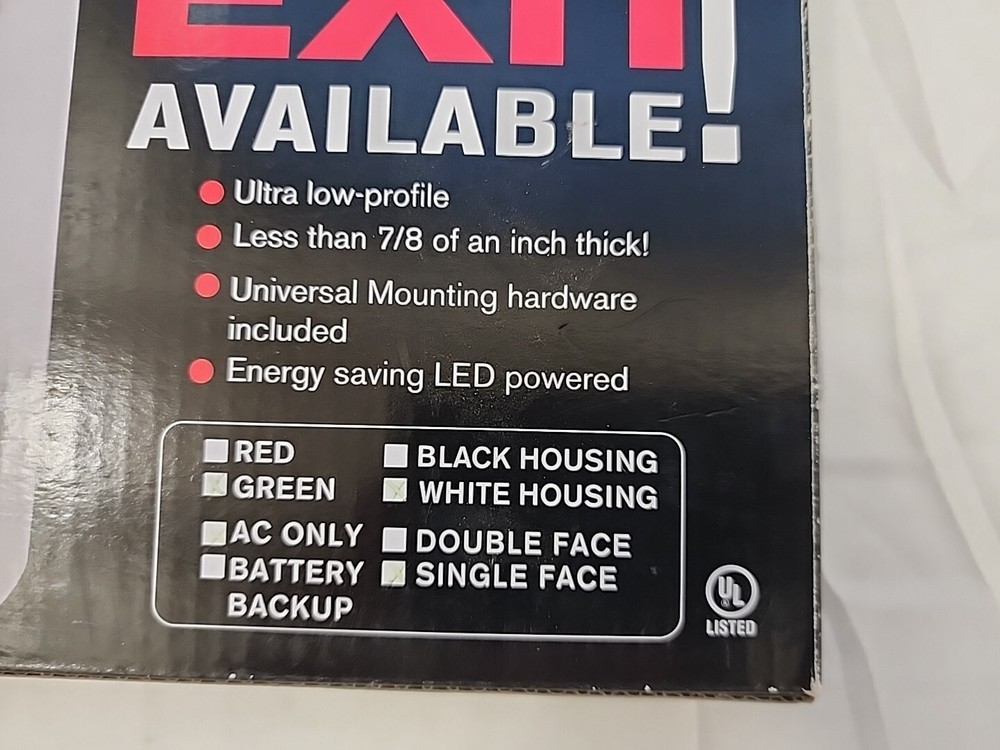 EXIT
AVAILABLE!
Ultra low-profile
Less than 7/8 of an inch thick!
Universal Mounting hardware
included
Energy saving LED powered
RED
GREEN
AC ONLY
BATTERY
BACKUP
BLACK HOUSING
WHITE HOUSING
DOUBLE FACE
SINGLE FACE
UL
LISTED